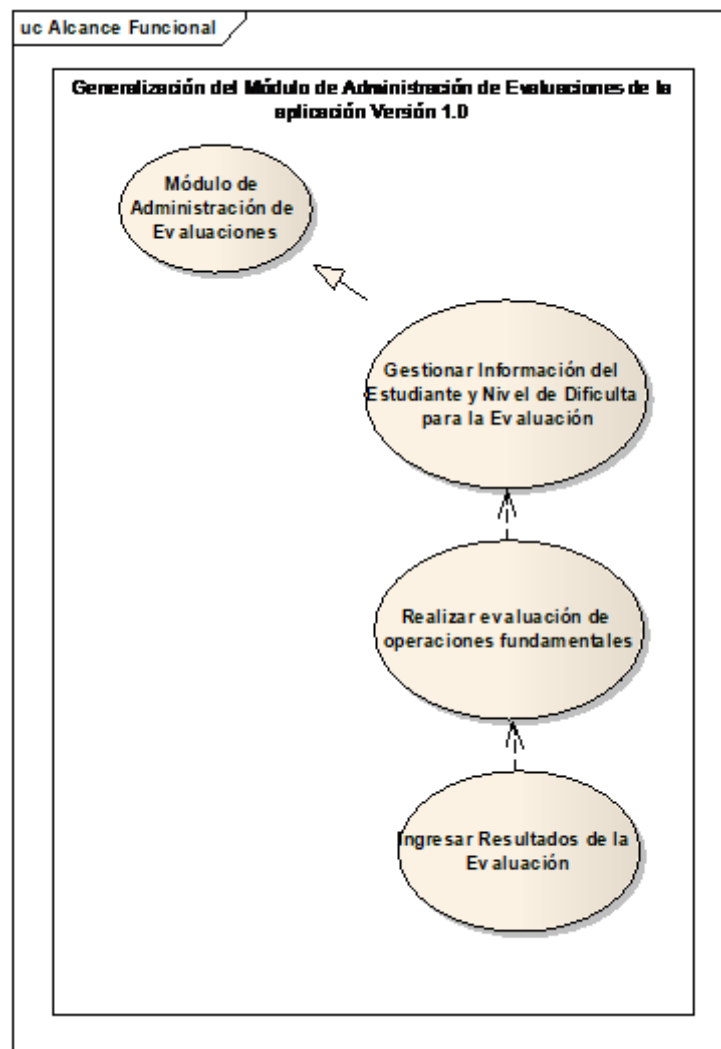 uc Alcance Funcional
Generalización del Módulo de Administración de Evaluaciones de la
aplicación Versión 1.0
Módulo de
Administración de
Evaluaciones
Gestionar Información del
Estudiante y Nivel de Dificulta
para la Evaluación
Realizar evaluación de
operaciones fundamentales
Ingresar Resultados de la
Evaluación